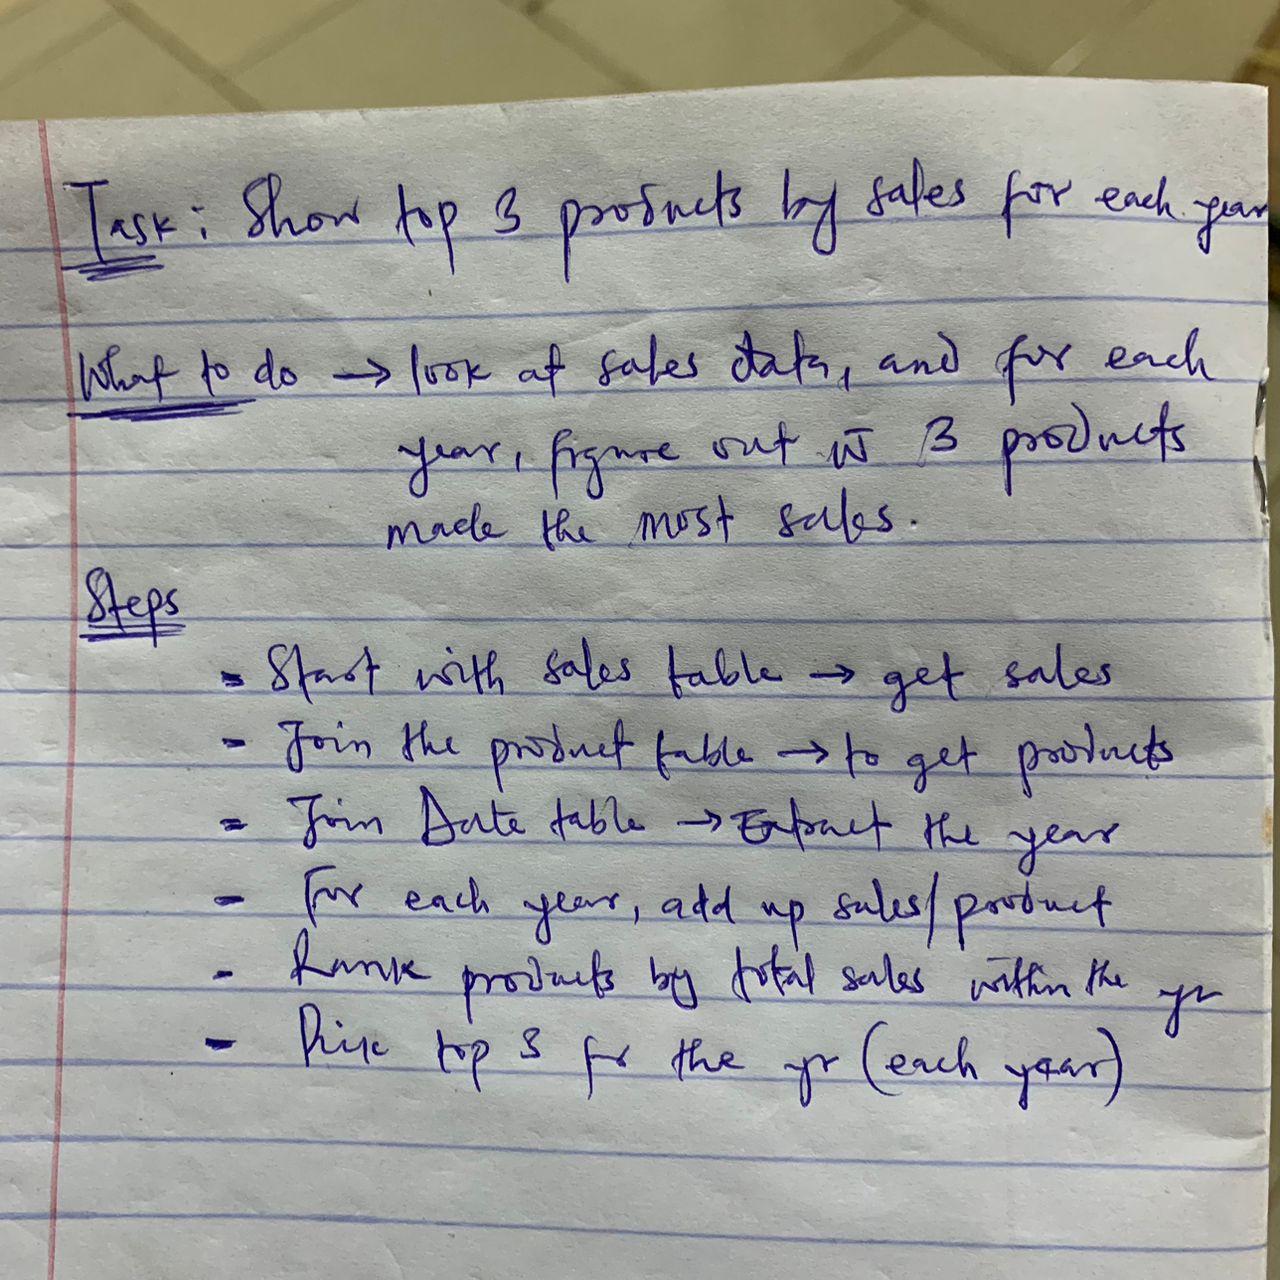 Task: Show top 3 products by sales for each year
What to do → look at sales data, and for each
year, figure out w̄ 3 products
made the most sales.
Steps
- Start with sales table → get sales
- Join the product table → to get products
- Join Date table → Extract the year
- For each year, add up sales/product
- Rank products by total sales within the yr
- Pick top 3 for the yr (each year)